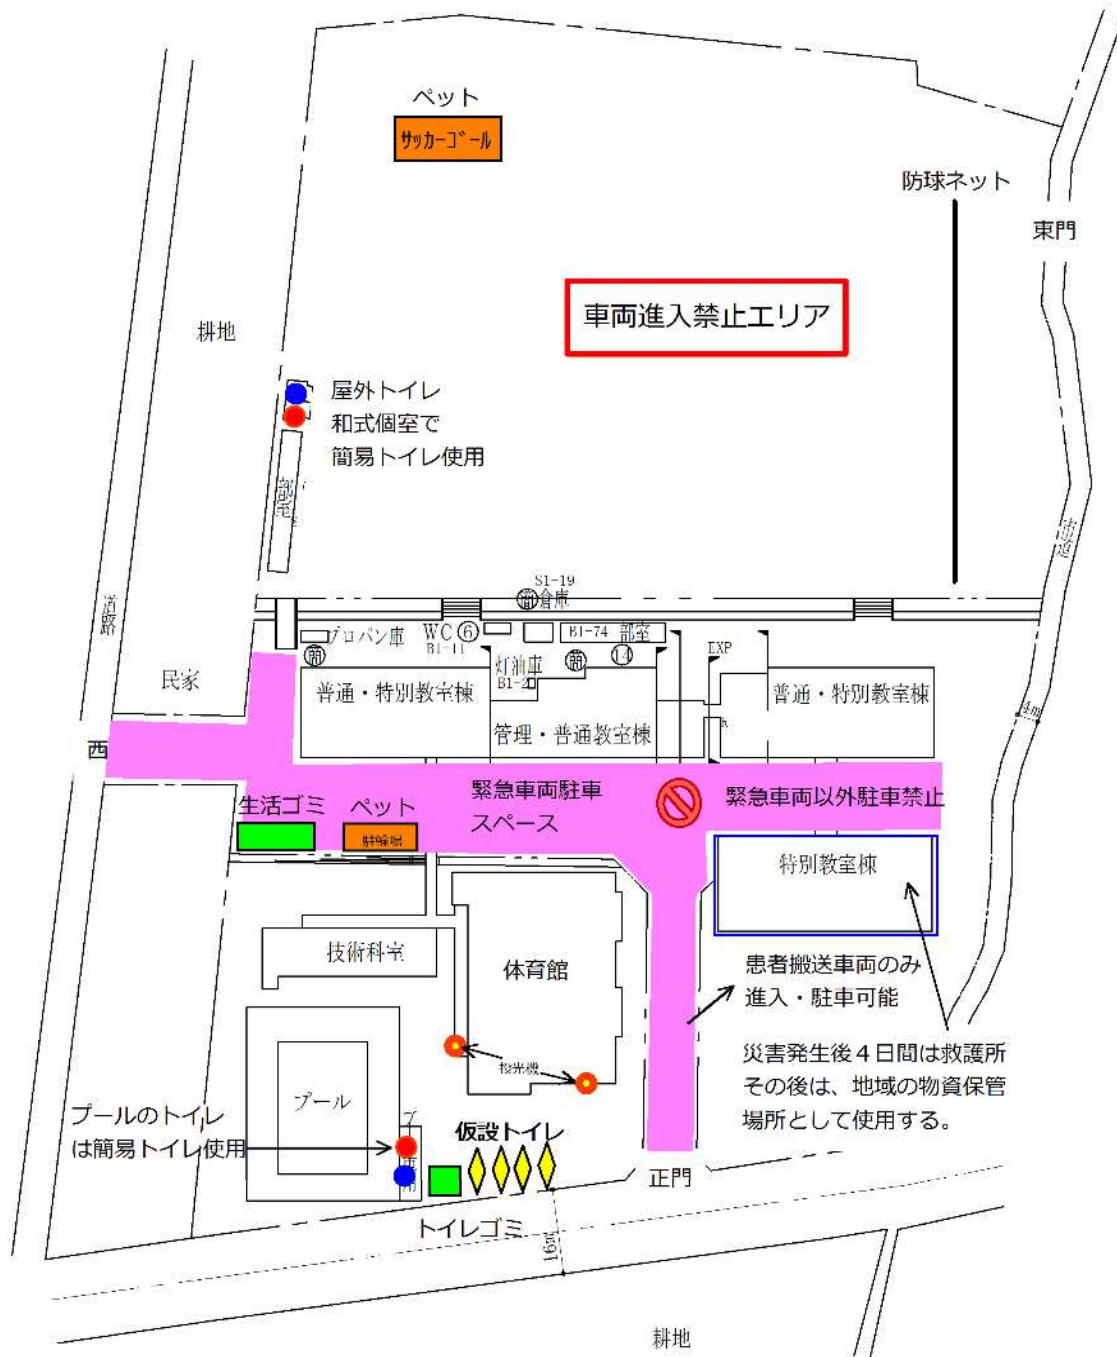 ペット
サッカーゴール
防球ネット
東門
車両進入禁止エリア
耕地
屋外トイレ
和式個室で
簡易トイレ使用
部室
道路
S1-19
倉庫
プロパン庫
WC⑥
B1-11
B1-74 部室
灯油庫
B1-2
⑭
EXP
民家
普通・特別教室棟
管理・普通教室棟
普通・特別教室棟
4m
西
緊急車両駐車
スペース
緊急車両以外駐車禁止
生活ゴミ
ペット
駐輪場
特別教室棟
技術科室
体育館
患者搬送車両のみ
進入・駐車可能
投光機
災害発生後４日間は救護所
その後は、地域の物資保管
場所として使用する。
プール
プールのトイレ
は簡易トイレ使用
仮設トイレ
正門
トイレゴミ
16m
耕地